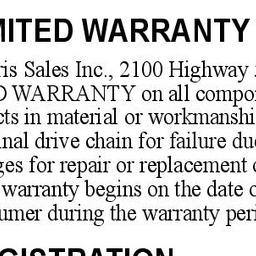 MITED WARRANTY
ris Sales Inc., 2100 Highway
D WARRANTY on all compo
cts in material or workmanshi
nal drive chain for failure du
ges for repair or replacement
warranty begins on the date o
umer during the warranty peri
GISTRATION